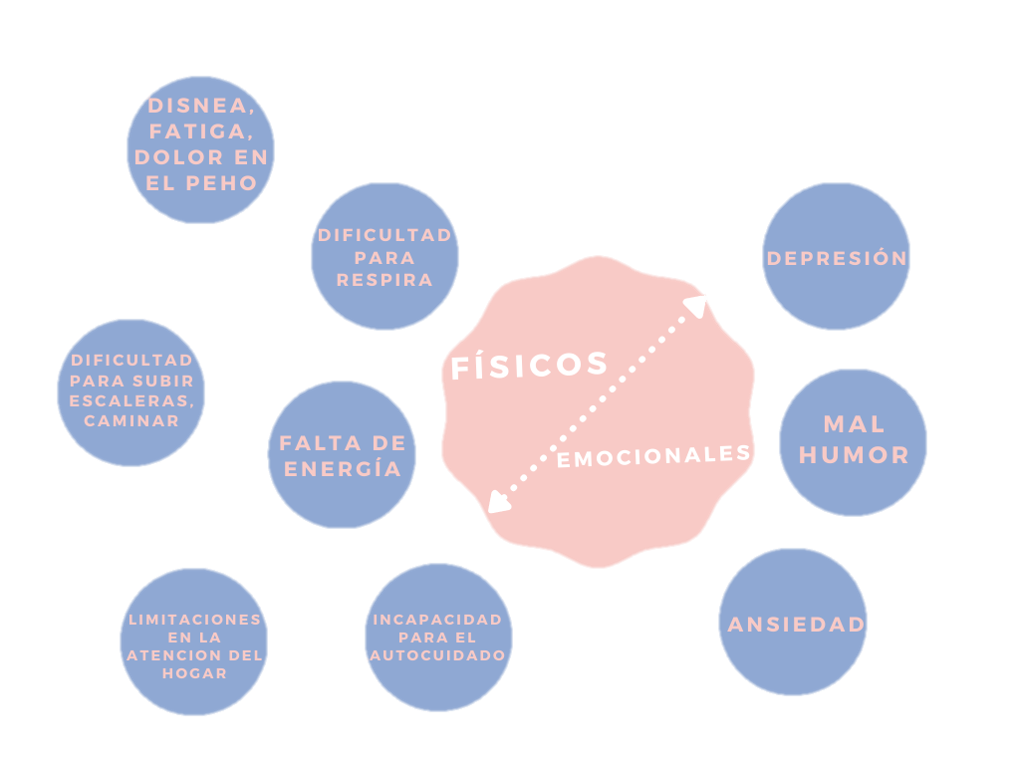 DISNEA,
FATIGA,
DOLOR EN
EL PEHO
DIFICULTAD
PARA
RESPIRA
DIFICULTAD
PARA SUBIR
ESCALERAS,
CAMINAR
FALTA DE
ENERGÍA
LIMITACIONES
EN LA
ATENCION DEL
HOGAR
INCAPACIDAD
PARA EL
AUTOCUIDADO
FÍSICOS
EMOCIONALES
DEPRESIÓN
MAL
HUMOR
ANSIEDAD